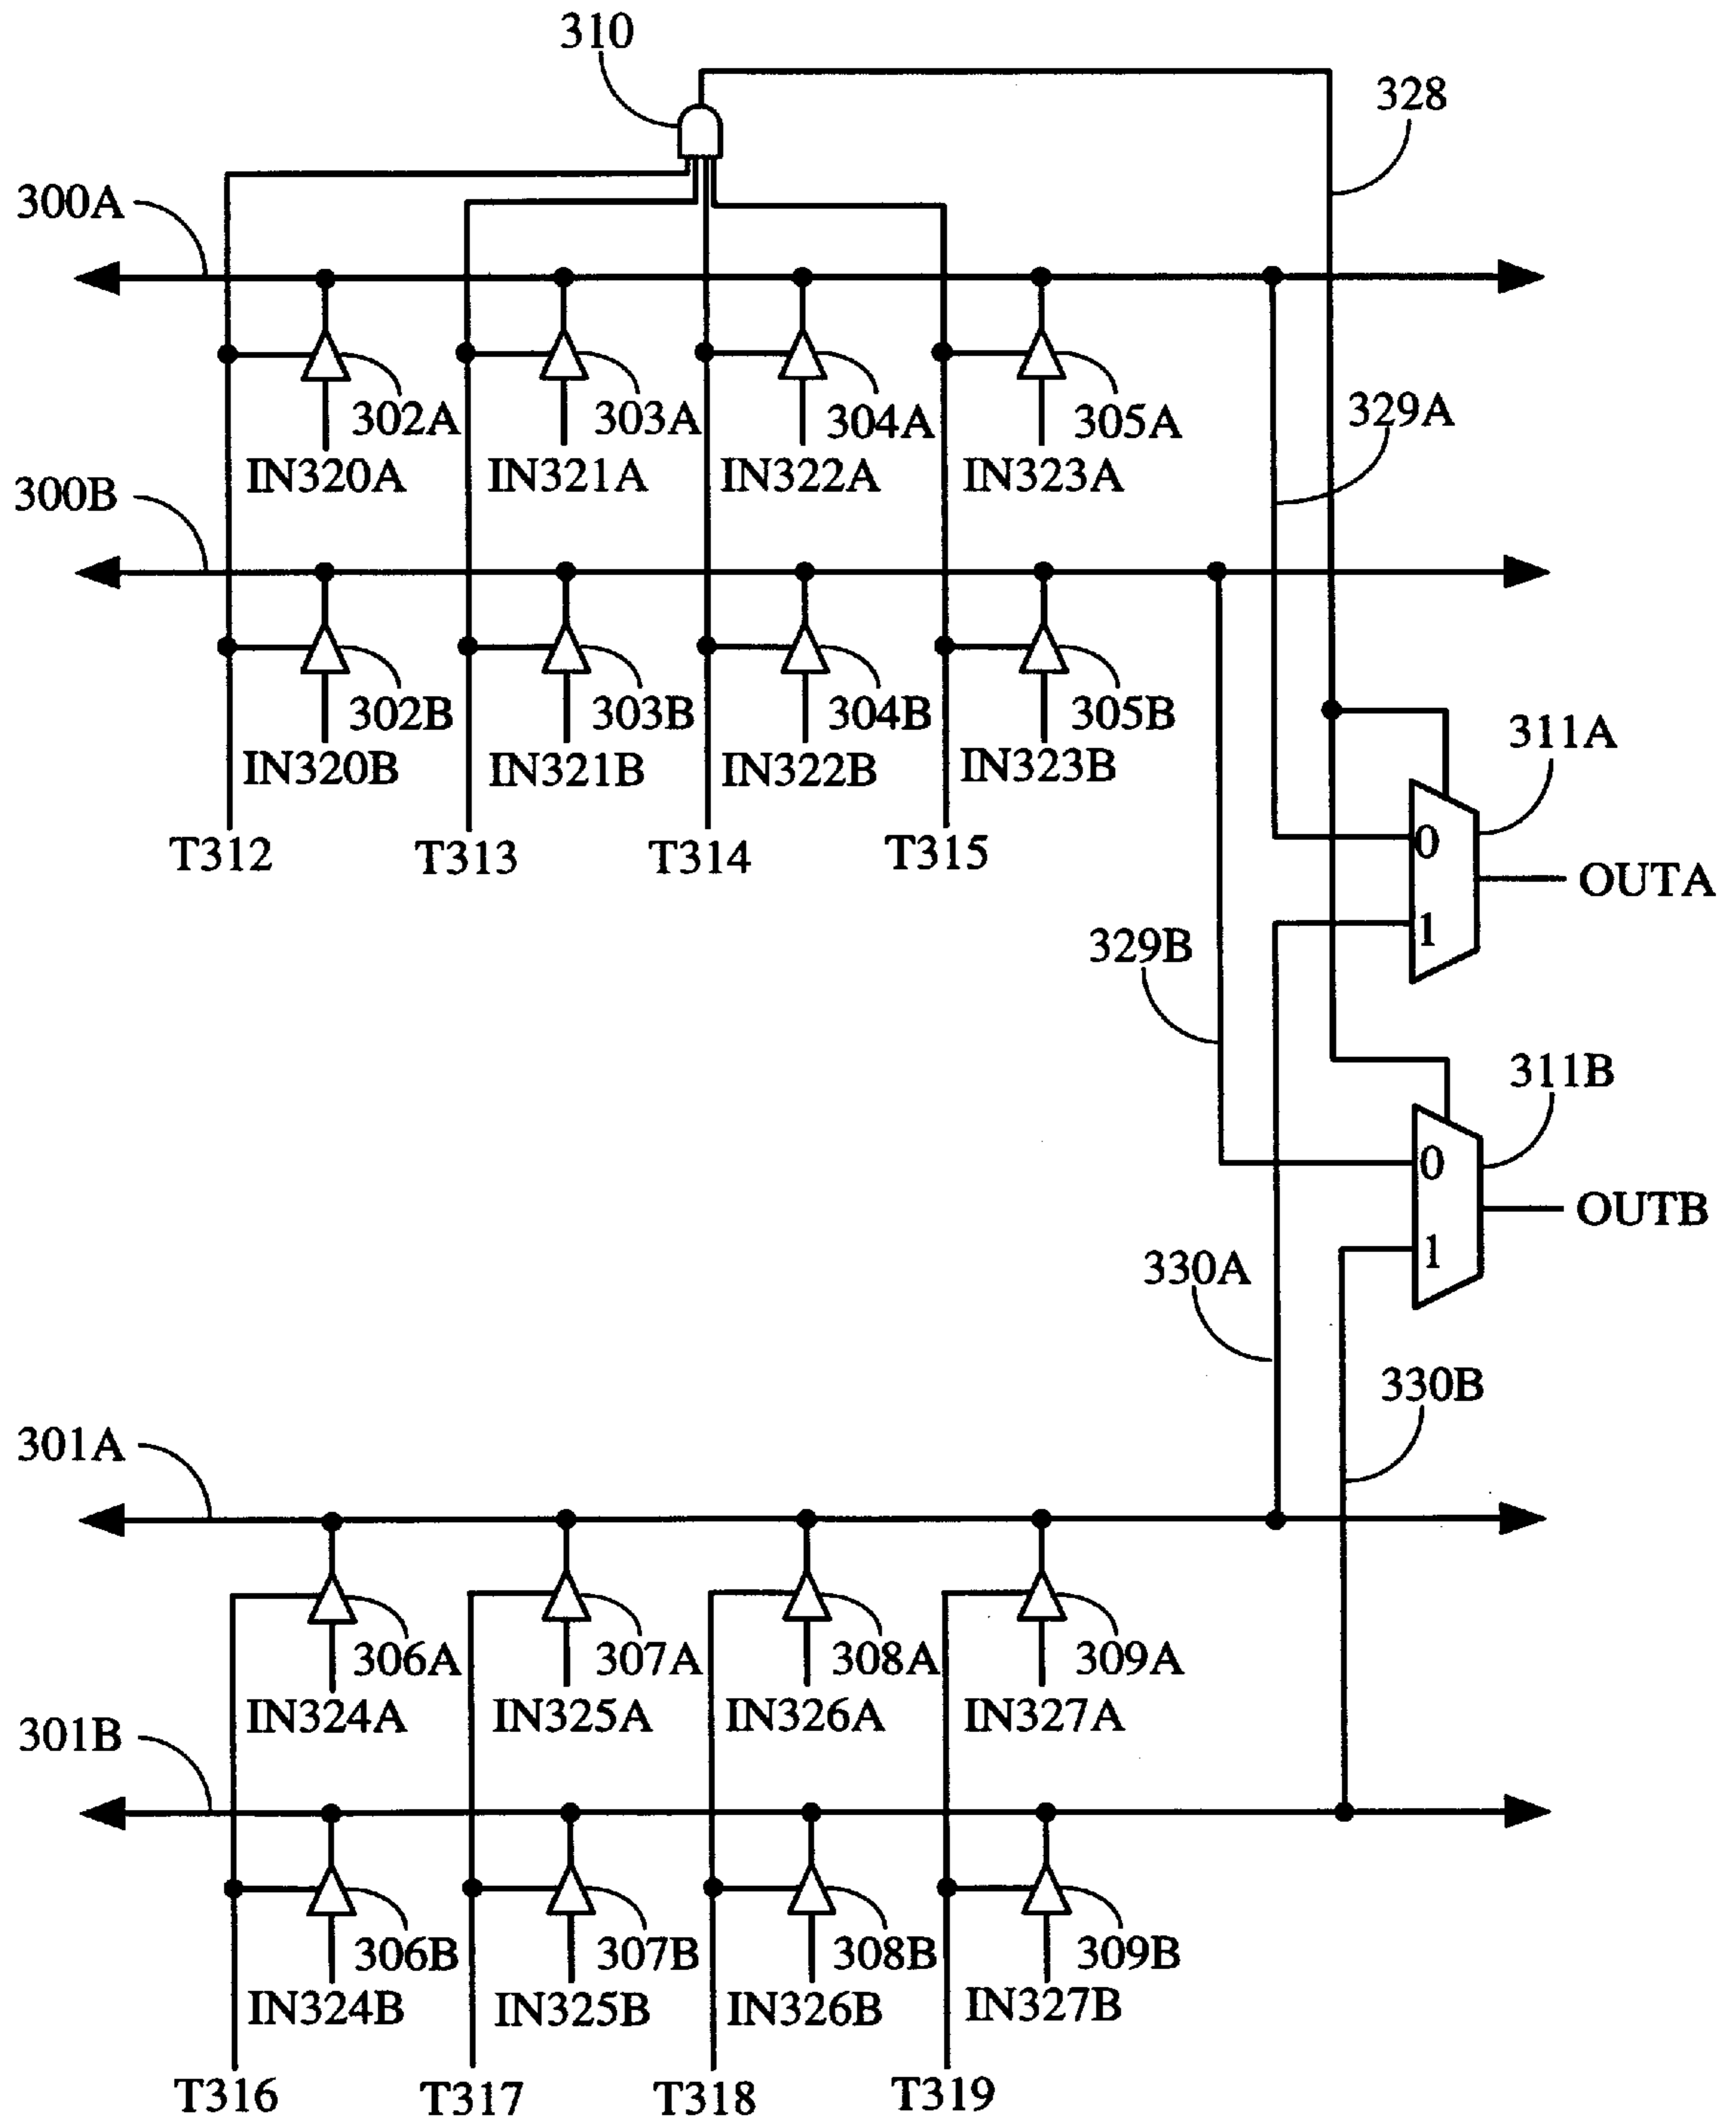 310
328
300A
329A
302A
303A
304A
305A
IN320A
IN321A
IN322A
IN323A
300B
302B
303B
304B
305B
IN320B
IN321B
IN322B
IN323B
311A
T312
T313
T314
T315
0
OUTA
1
329B
311B
0
OUTB
1
330A
330B
301A
306A
307A
308A
309A
IN324A
IN325A
IN326A
IN327A
301B
306B
307B
308B
309B
IN324B
IN325B
IN326B
IN327B
T316
T317
T318
T319